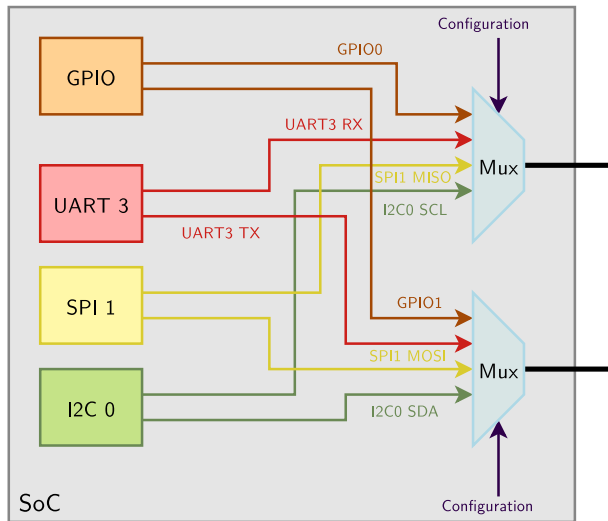 Configuration
GPIO0
GPIO
UART3 RX
Mux
SPI1 MISO
UART 3
I2C0 SCL
UART3 TX
GPIO1
SPI 1
SPI1 MOSI
Mux
I2C 0
I2C0 SDA
SoC
Configuration